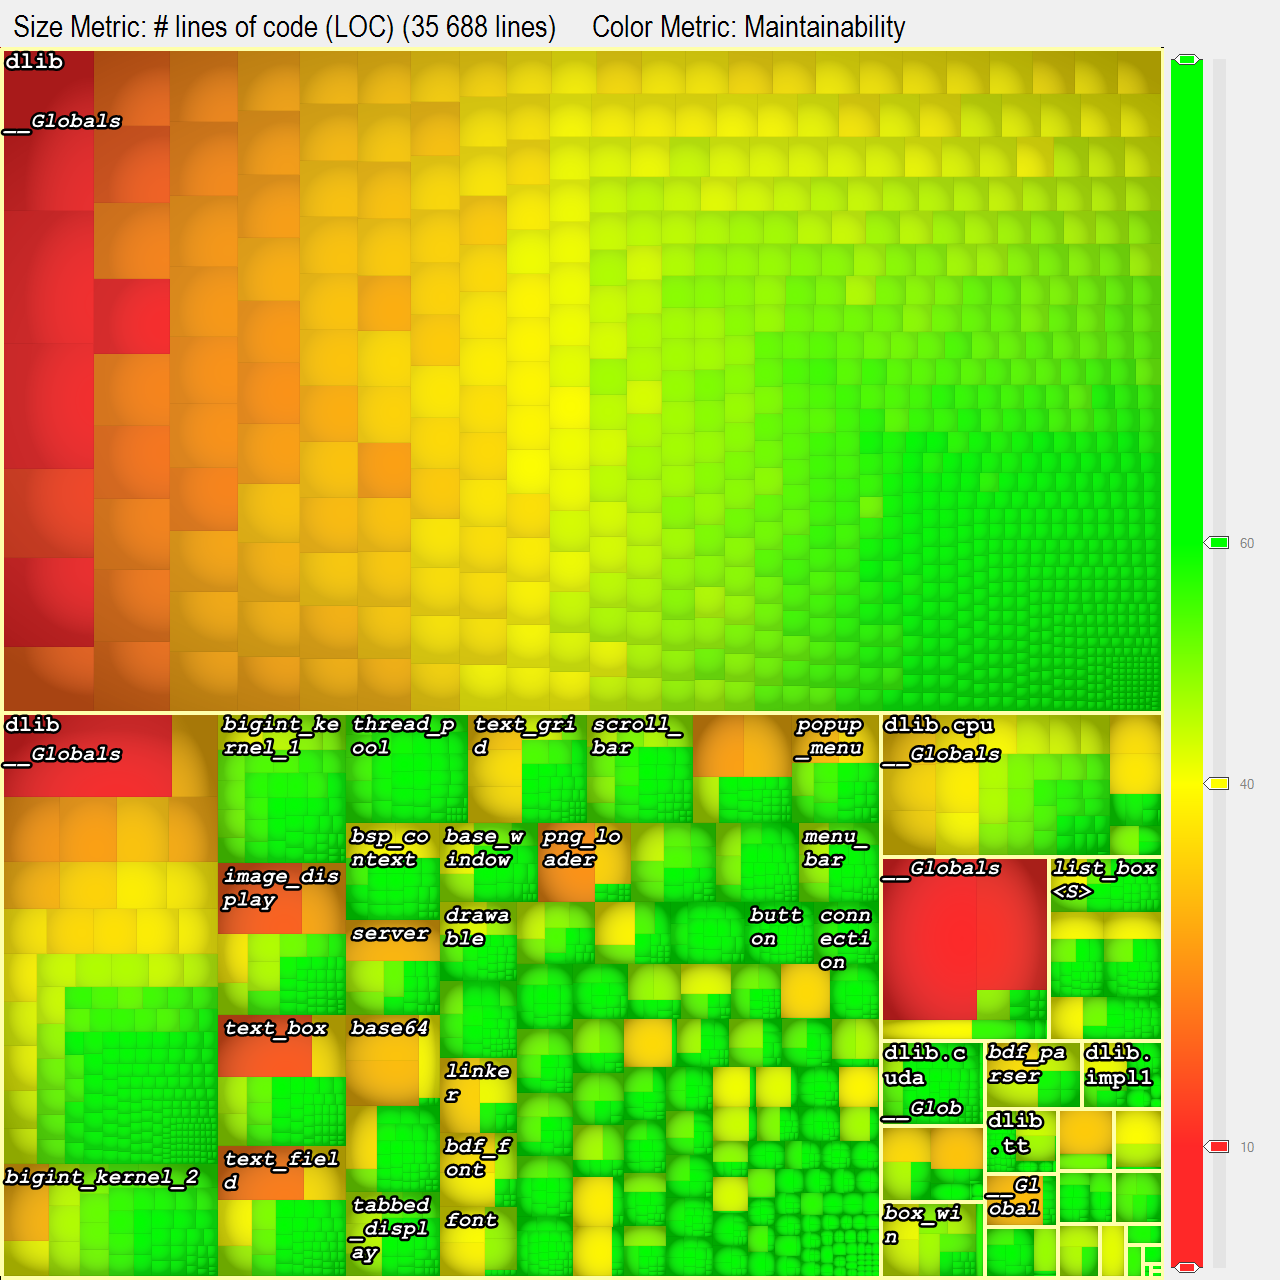 Size Metric: # lines of code (LOC) (35 688 lines) Color Metric: Maintainability
dlib
__Globals
60
40
10
dlib
__Globals
bigint_ke
rnel_1
thread_p
ool
text_gri
d
scroll_
bar
popup
_menu
dlib.cpu
__Globals
bsp_co
ntext
base_w
indow
png_lo
ader
menu_
bar
image_dis
play
__Globals
list_box
<S>
server
drawa
ble
butt
on
conn
ecti
on
text_box
base64
linke
r
dlib.c
uda
__Glob
bdf_pa
rser
dlib.
impl1
dlib
.tt
text_fiel
d
bdf_f
ont
bigint_kernel_2
tabbed
_displ
ay
font
__Gl
obal
box_wi
n